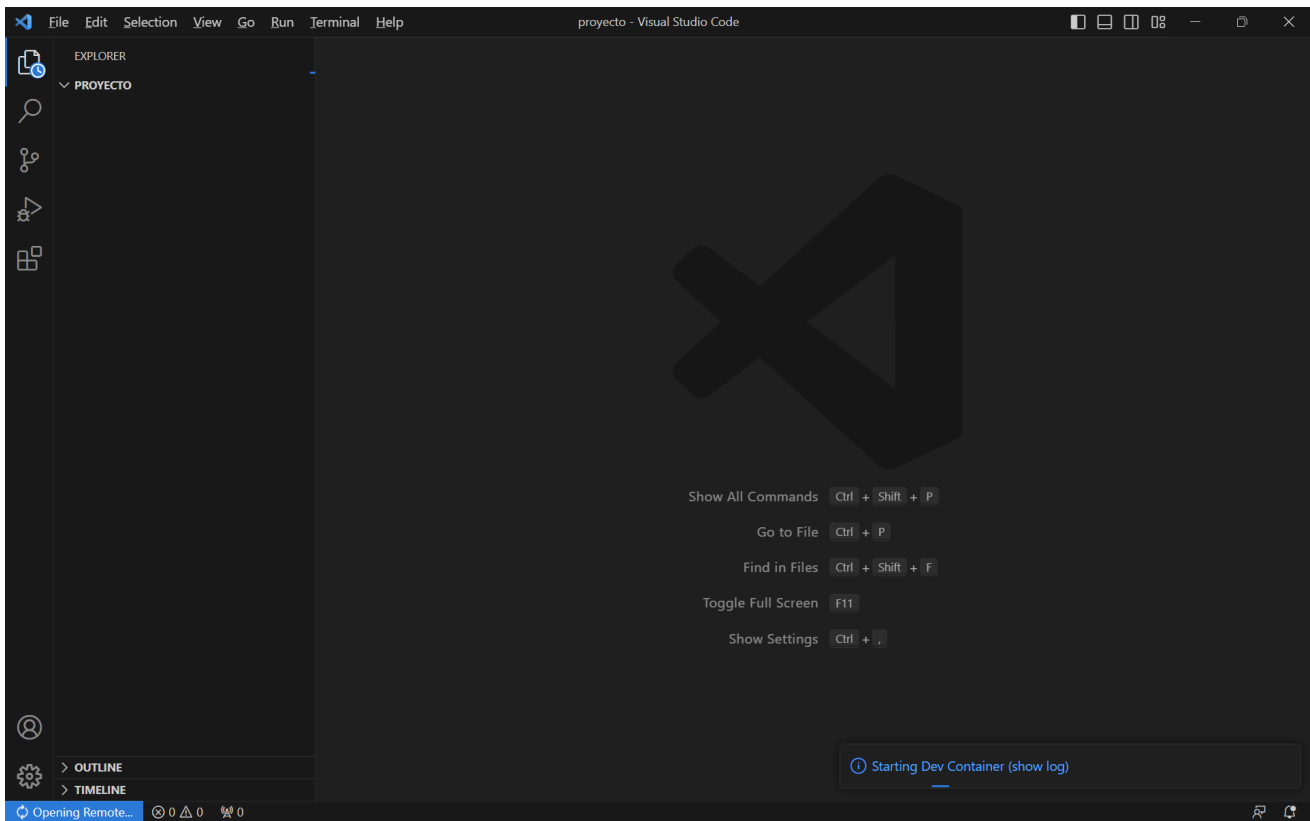 File Edit Selection View Go Run Terminal Help
proyecto - Visual Studio Code
EXPLORER
PROYECTO
Show All Commands Ctrl + Shift + P
Go to File Ctrl + P
Find in Files Ctrl + Shift + F
Toggle Full Screen F11
Show Settings Ctrl + ,
Starting Dev Container (show log)
OUTLINE
TIMELINE
Opening Remote... 0 0 0